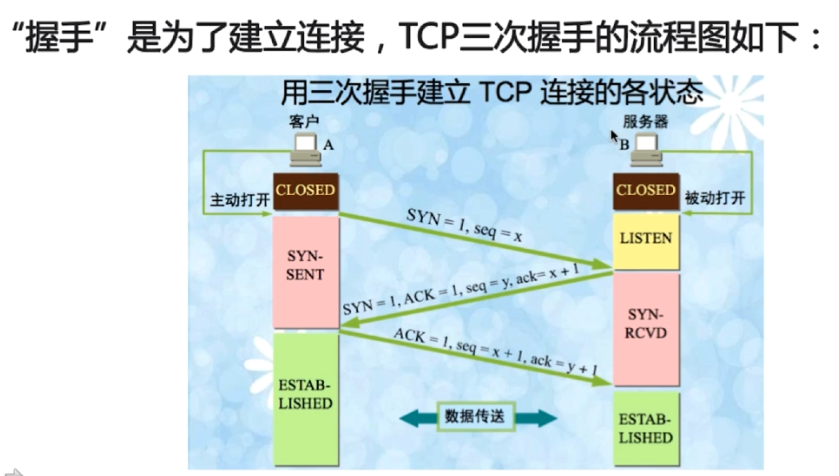 “握手”是为了建立连接，TCP三次握手的流程图如下：
用三次握手建立 TCP 连接的各状态
客户
服务器
A
B
主动打开
CLOSED
CLOSED
被动打开
SYN = 1, seq = x
LISTEN
SYN-
SENT
SYN = 1, ACK = 1, seq = y, ack= x + 1
SYN-
RCVD
ACK = 1, seq = x + 1, ack = y + 1
ESTAB-
LISHED
数据传送
ESTAB-
LISHED